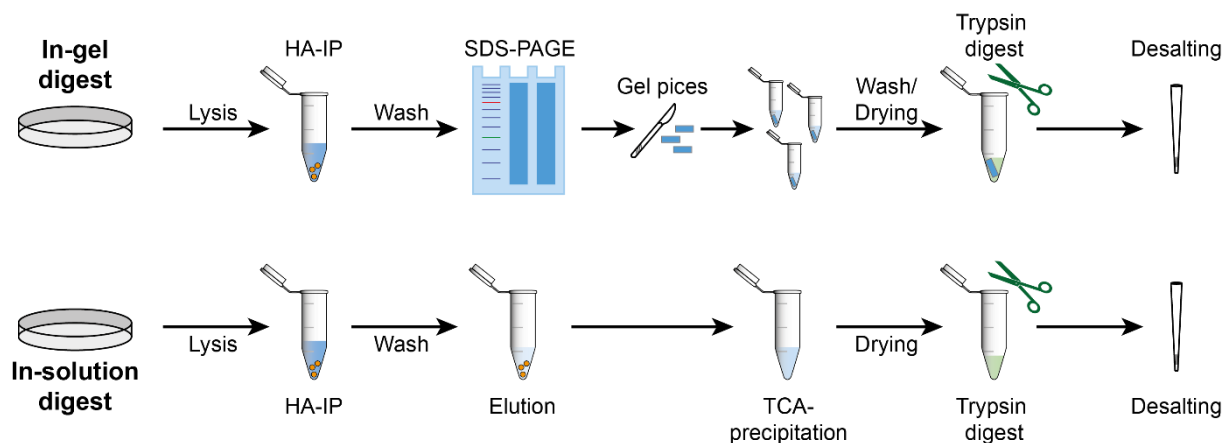 In-gel
digest
Lysis
HA-IP
Wash
SDS-PAGE
Gel pices
Wash/
Drying
Trypsin
digest
Desalting
In-solution
digest
Lysis
HA-IP
Wash
Elution
TCA-
precipitation
Drying
Trypsin
digest
Desalting